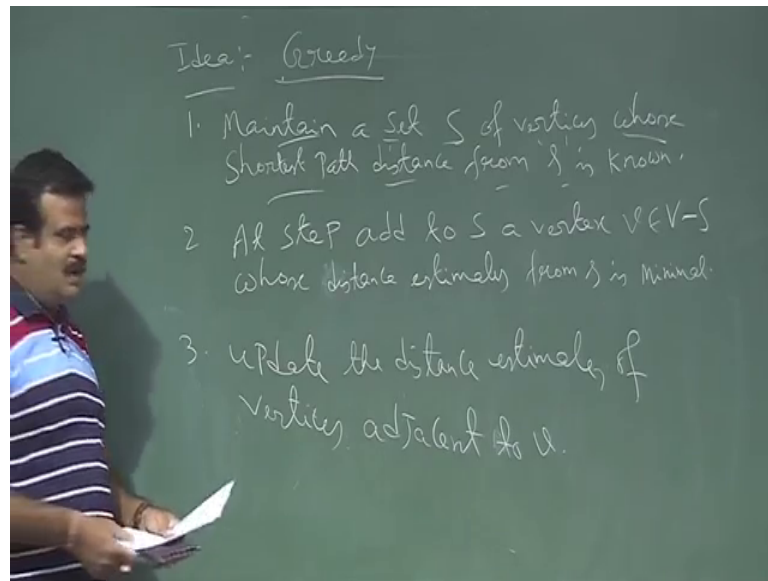 Idea:- Greedy
1. Maintain a set S of vertices whose
Shortest Path distance from s is known.
2 At step add to S a vertex v∈V-S
whose distance estimates from s is minimal.
3. update the distance estimates of
vertices adjacent to v.